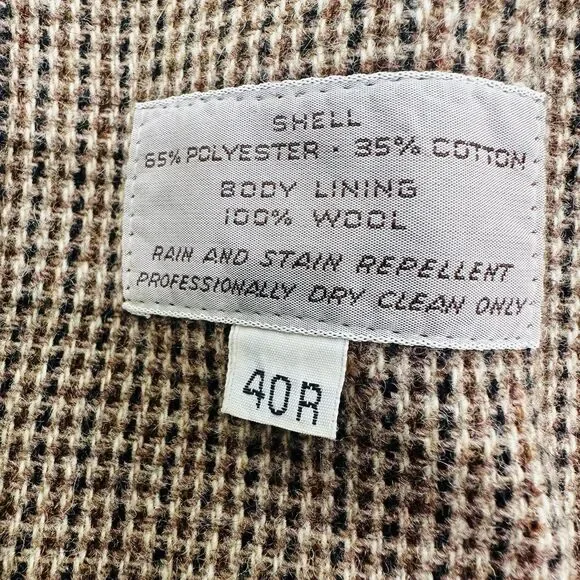 SHELL
65% POLYESTER · 35% COTTON
BODY LINING
100% WOOL
RAIN AND STAIN REPELLENT
PROFESSIONALLY DRY CLEAN ONLY
40R